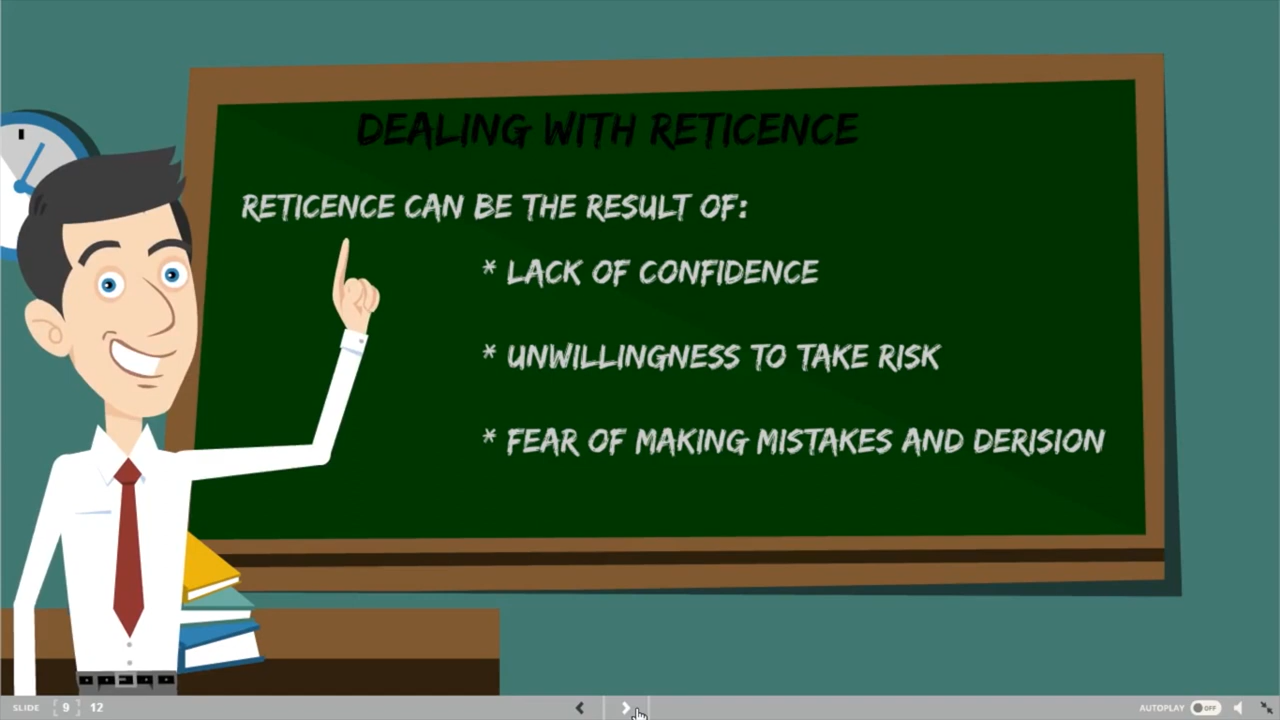 DEALING WITH RETICENCE
RETICENCE CAN BE THE RESULT OF:
* LACK OF CONFIDENCE
* UNWILLINGNESS TO TAKE RISK
* FEAR OF MAKING MISTAKES AND DERISION
SLIDE [ 9 ] 12
AUTOPLAY OFF